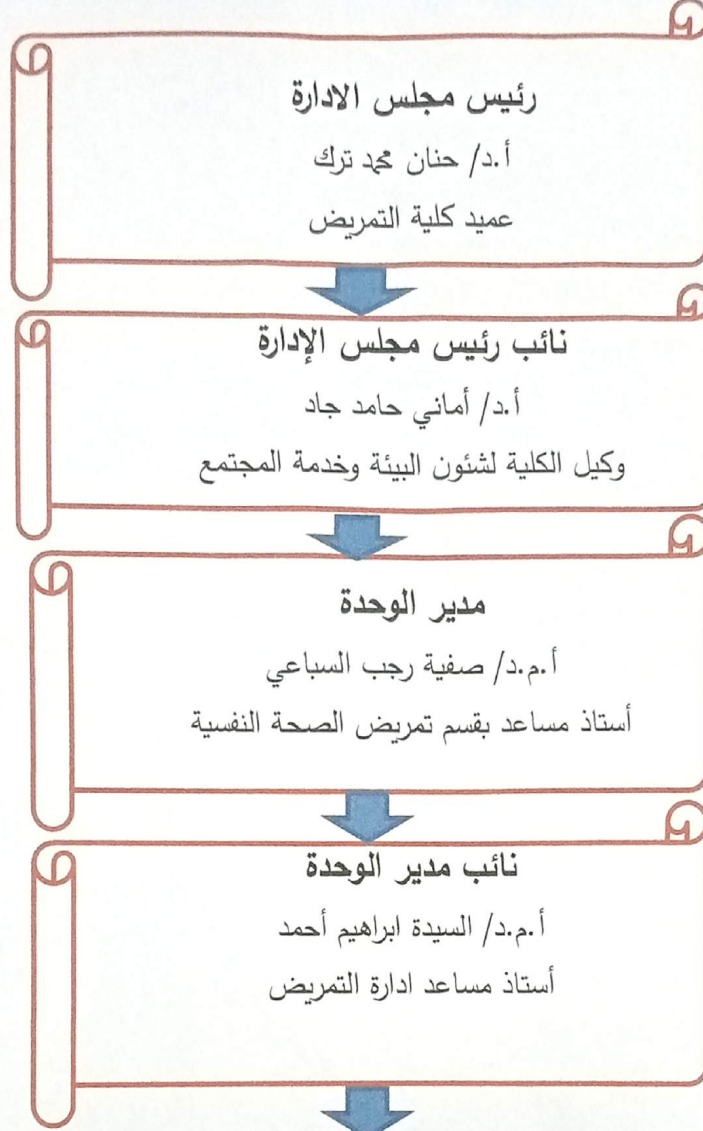 رئيس مجلس الادارة
أ.د/ حنان محمد ترك
عميد كلية التمريض
نائب رئيس مجلس الإدارة
أ.د/ أماني حامد جاد
وكيل الكلية لشئون البيئة وخدمة المجتمع
مدير الوحدة
أ.م.د/ صفية رجب السباعي
أستاذ مساعد بقسم تمريض الصحة النفسية
نائب مدير الوحدة
أ.م.د/ السيدة ابراهيم أحمد
أستاذ مساعد ادارة التمريض